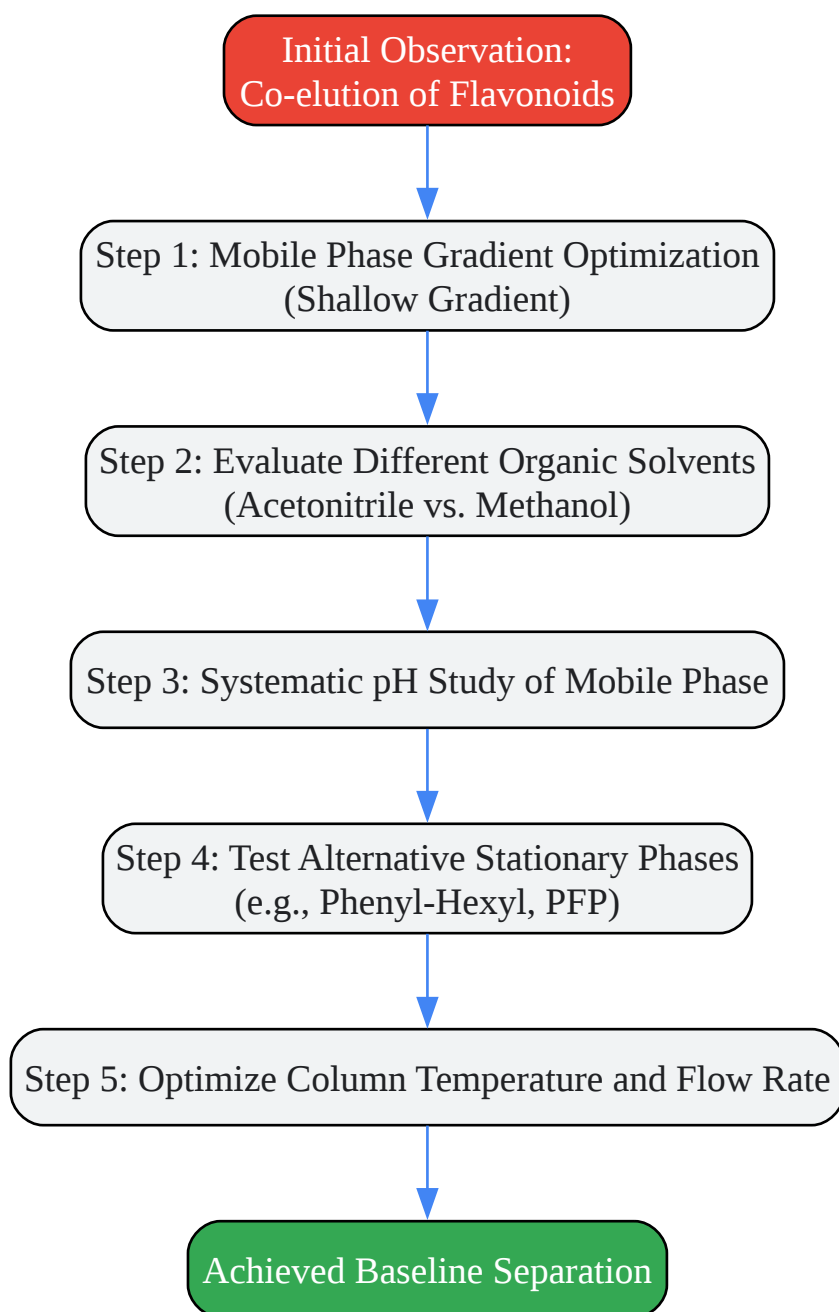 Initial Observation:
Co-elution of Flavonoids
Step 1: Mobile Phase Gradient Optimization
(Shallow Gradient)
Step 2: Evaluate Different Organic Solvents
(Acetonitrile vs. Methanol)
Step 3: Systematic pH Study of Mobile Phase
Step 4: Test Alternative Stationary Phases
(e.g., Phenyl-Hexyl, PFP)
Step 5: Optimize Column Temperature and Flow Rate
Achieved Baseline Separation